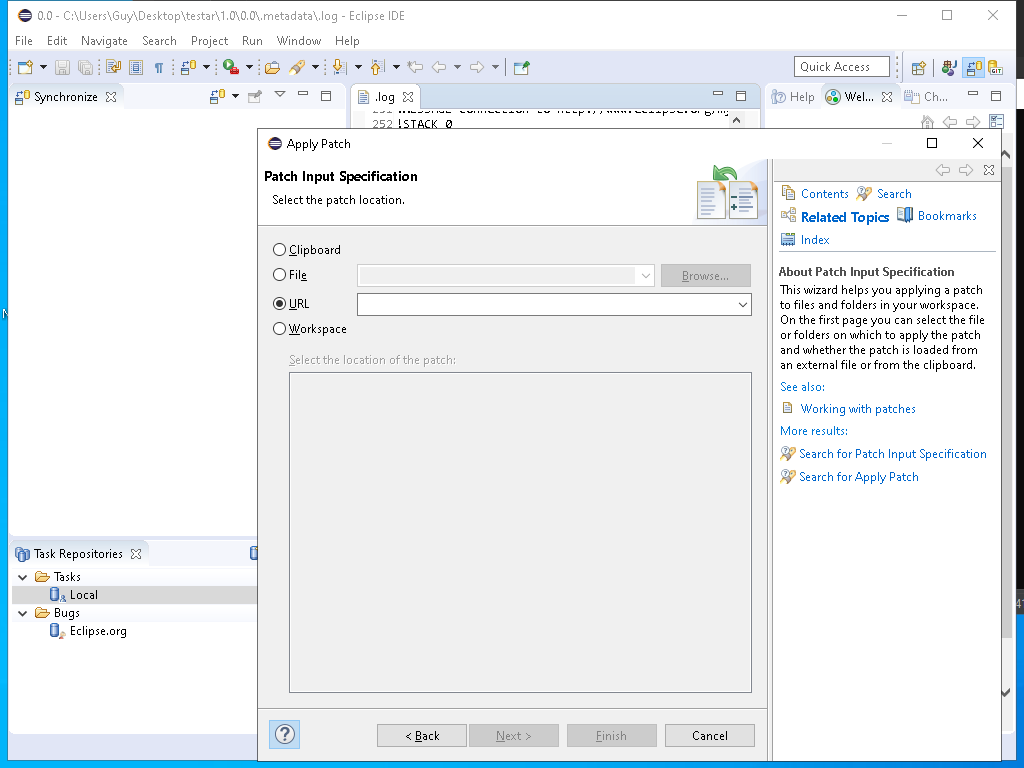 0.0 - C:\Users\Guy\Desktop\testar\1.0\0.0\.metadata\.log - Eclipse IDE
File Edit Navigate Search Project Run Window Help
Quick Access
Synchronize
.log
Help
Wel...
Ch...
252 !STACK 0
Apply Patch
Patch Input Specification
Select the patch location.
Clipboard
File
Browse...
URL
Workspace
Select the location of the patch:
Contents Search
Related Topics Bookmarks
Index
About Patch Input Specification
This wizard helps you applying a patch
to files and folders in your workspace.
On the first page you can select the file
or folders on which to apply the patch
and whether the patch is loaded from
an external file or from the clipboard.
See also:
Working with patches
More results:
Search for Patch Input Specification
Search for Apply Patch
Task Repositories
Tasks
Local
Bugs
Eclipse.org
< Back Next > Finish Cancel